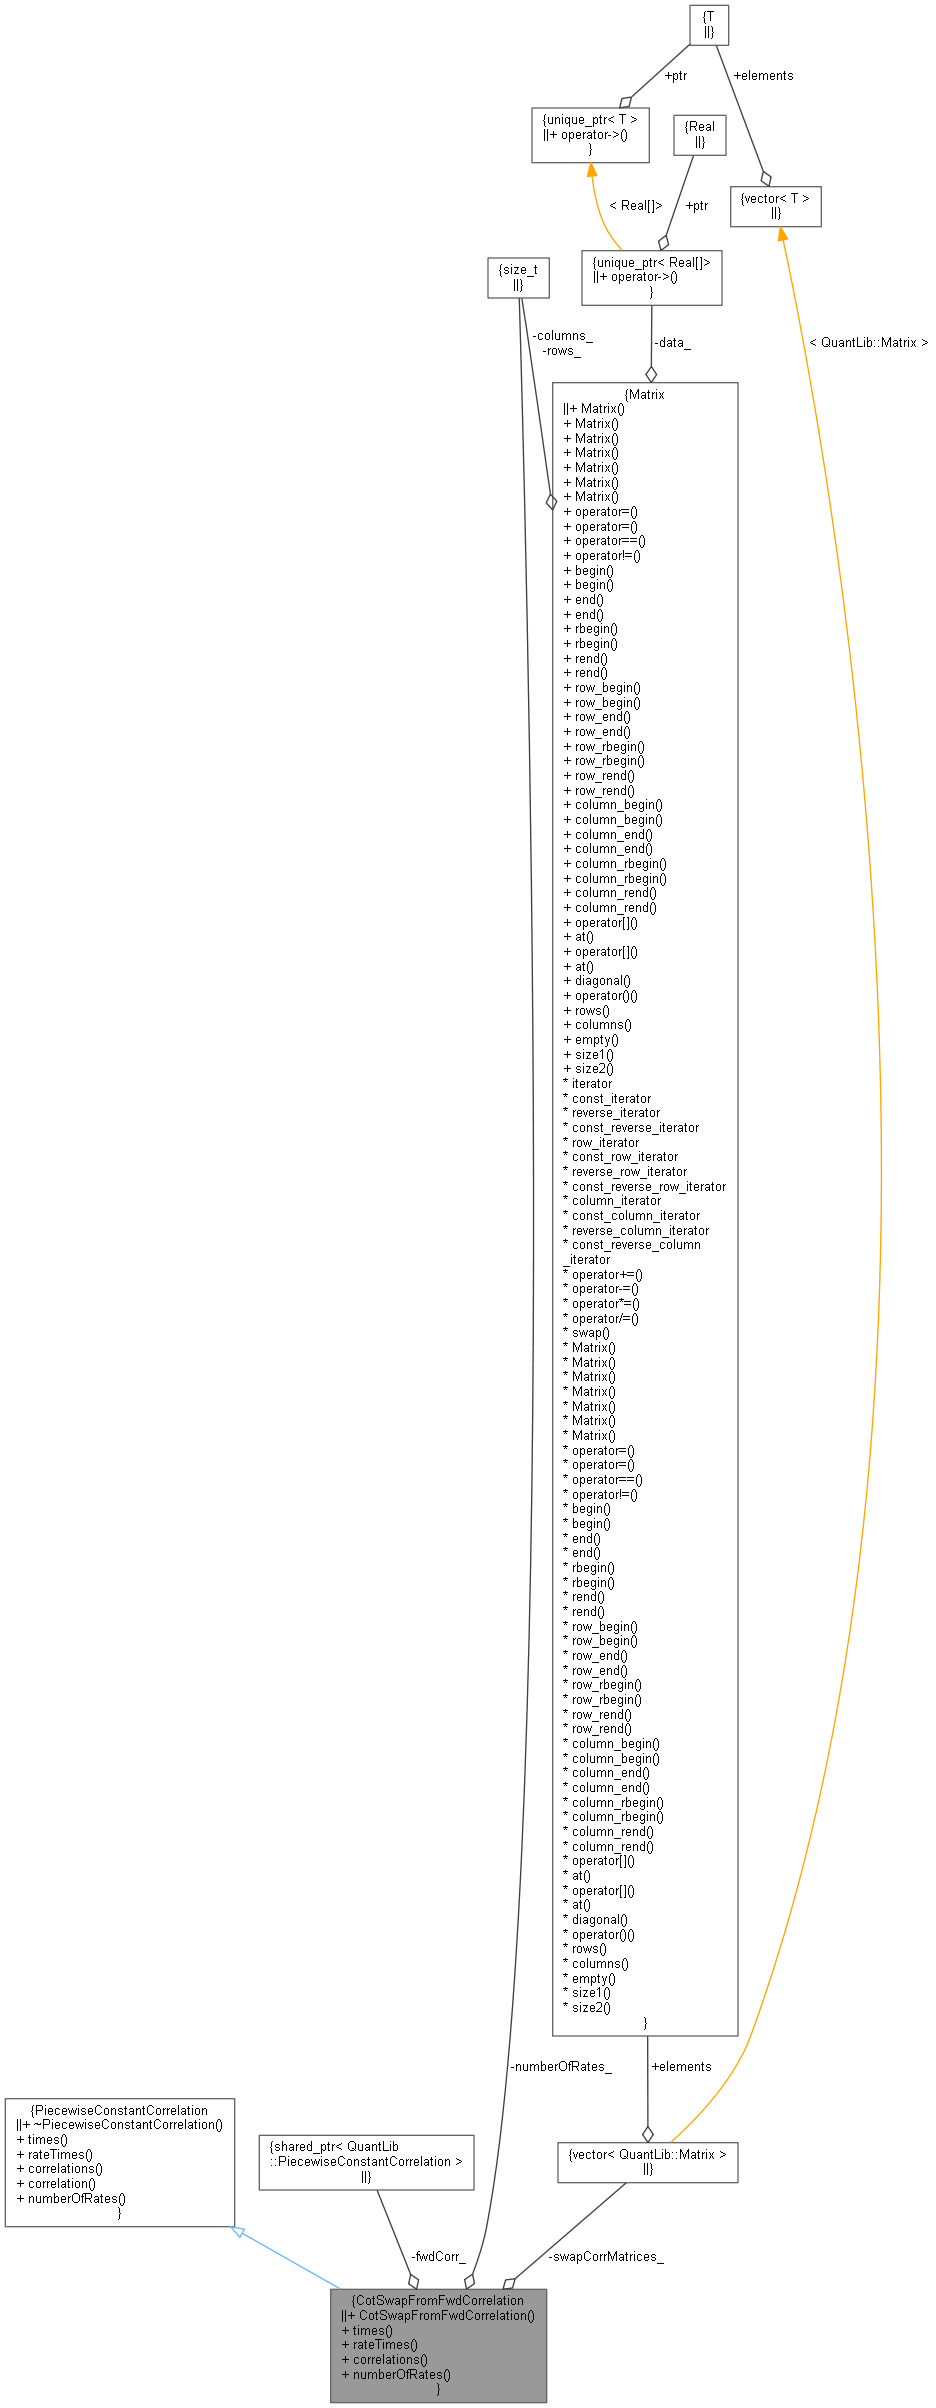 {T
||}
+ptr
+elements
{unique_ptr< T >
||+ operator->()
}
{Real
||}
{vector< T >
||}
< Real[]>
+ptr
{unique_ptr< Real[]>
||+ operator->()
}
{size_t
||}
-columns_
-rows_
-data_
< QuantLib::Matrix >
{Matrix
||+ Matrix()
+ Matrix()
+ Matrix()
+ Matrix()
+ Matrix()
+ Matrix()
+ Matrix()
+ operator=()
+ operator=()
+ operator==()
+ operator!=()
+ begin()
+ begin()
+ end()
+ end()
+ rbegin()
+ rbegin()
+ rend()
+ rend()
+ row_begin()
+ row_begin()
+ row_end()
+ row_end()
+ row_rbegin()
+ row_rbegin()
+ row_rend()
+ row_rend()
+ column_begin()
+ column_begin()
+ column_end()
+ column_end()
+ column_rbegin()
+ column_rbegin()
+ column_rend()
+ column_rend()
+ operator[]()
+ at()
+ operator[]()
+ at()
+ diagonal()
+ operator()()
+ rows()
+ columns()
+ empty()
+ size1()
+ size2()
* iterator
* const_iterator
* reverse_iterator
* const_reverse_iterator
* row_iterator
* const_row_iterator
* reverse_row_iterator
* const_reverse_row_iterator
* column_iterator
* const_column_iterator
* reverse_column_iterator
* const_reverse_column
_iterator
* operator+=()
* operator-=()
* operator*=()
* operator/=()
* swap()
* Matrix()
* Matrix()
* Matrix()
* Matrix()
* Matrix()
* Matrix()
* Matrix()
* operator=()
* operator=()
* operator==()
* operator!=()
* begin()
* begin()
* end()
* end()
* rbegin()
* rbegin()
* rend()
* rend()
* row_begin()
* row_begin()
* row_end()
* row_end()
* row_rbegin()
* row_rbegin()
* row_rend()
* row_rend()
* column_begin()
* column_begin()
* column_end()
* column_end()
* column_rbegin()
* column_rbegin()
* column_rend()
* column_rend()
* operator[]()
* at()
* operator[]()
* at()
* diagonal()
* operator()()
* rows()
* columns()
* empty()
* size1()
* size2()
}
-numberOfRates_
+elements
{PiecewiseConstantCorrelation
||+ ~PiecewiseConstantCorrelation()
+ times()
+ rateTimes()
+ correlations()
+ correlation()
+ numberOfRates()
}
{shared_ptr< QuantLib
::PiecewiseConstantCorrelation >
||}
{vector< QuantLib::Matrix >
||}
-fwdCorr_
-swapCorrMatrices_
{CotSwapFromFwdCorrelation
||+ CotSwapFromFwdCorrelation()
+ times()
+ rateTimes()
+ correlations()
+ numberOfRates()
}